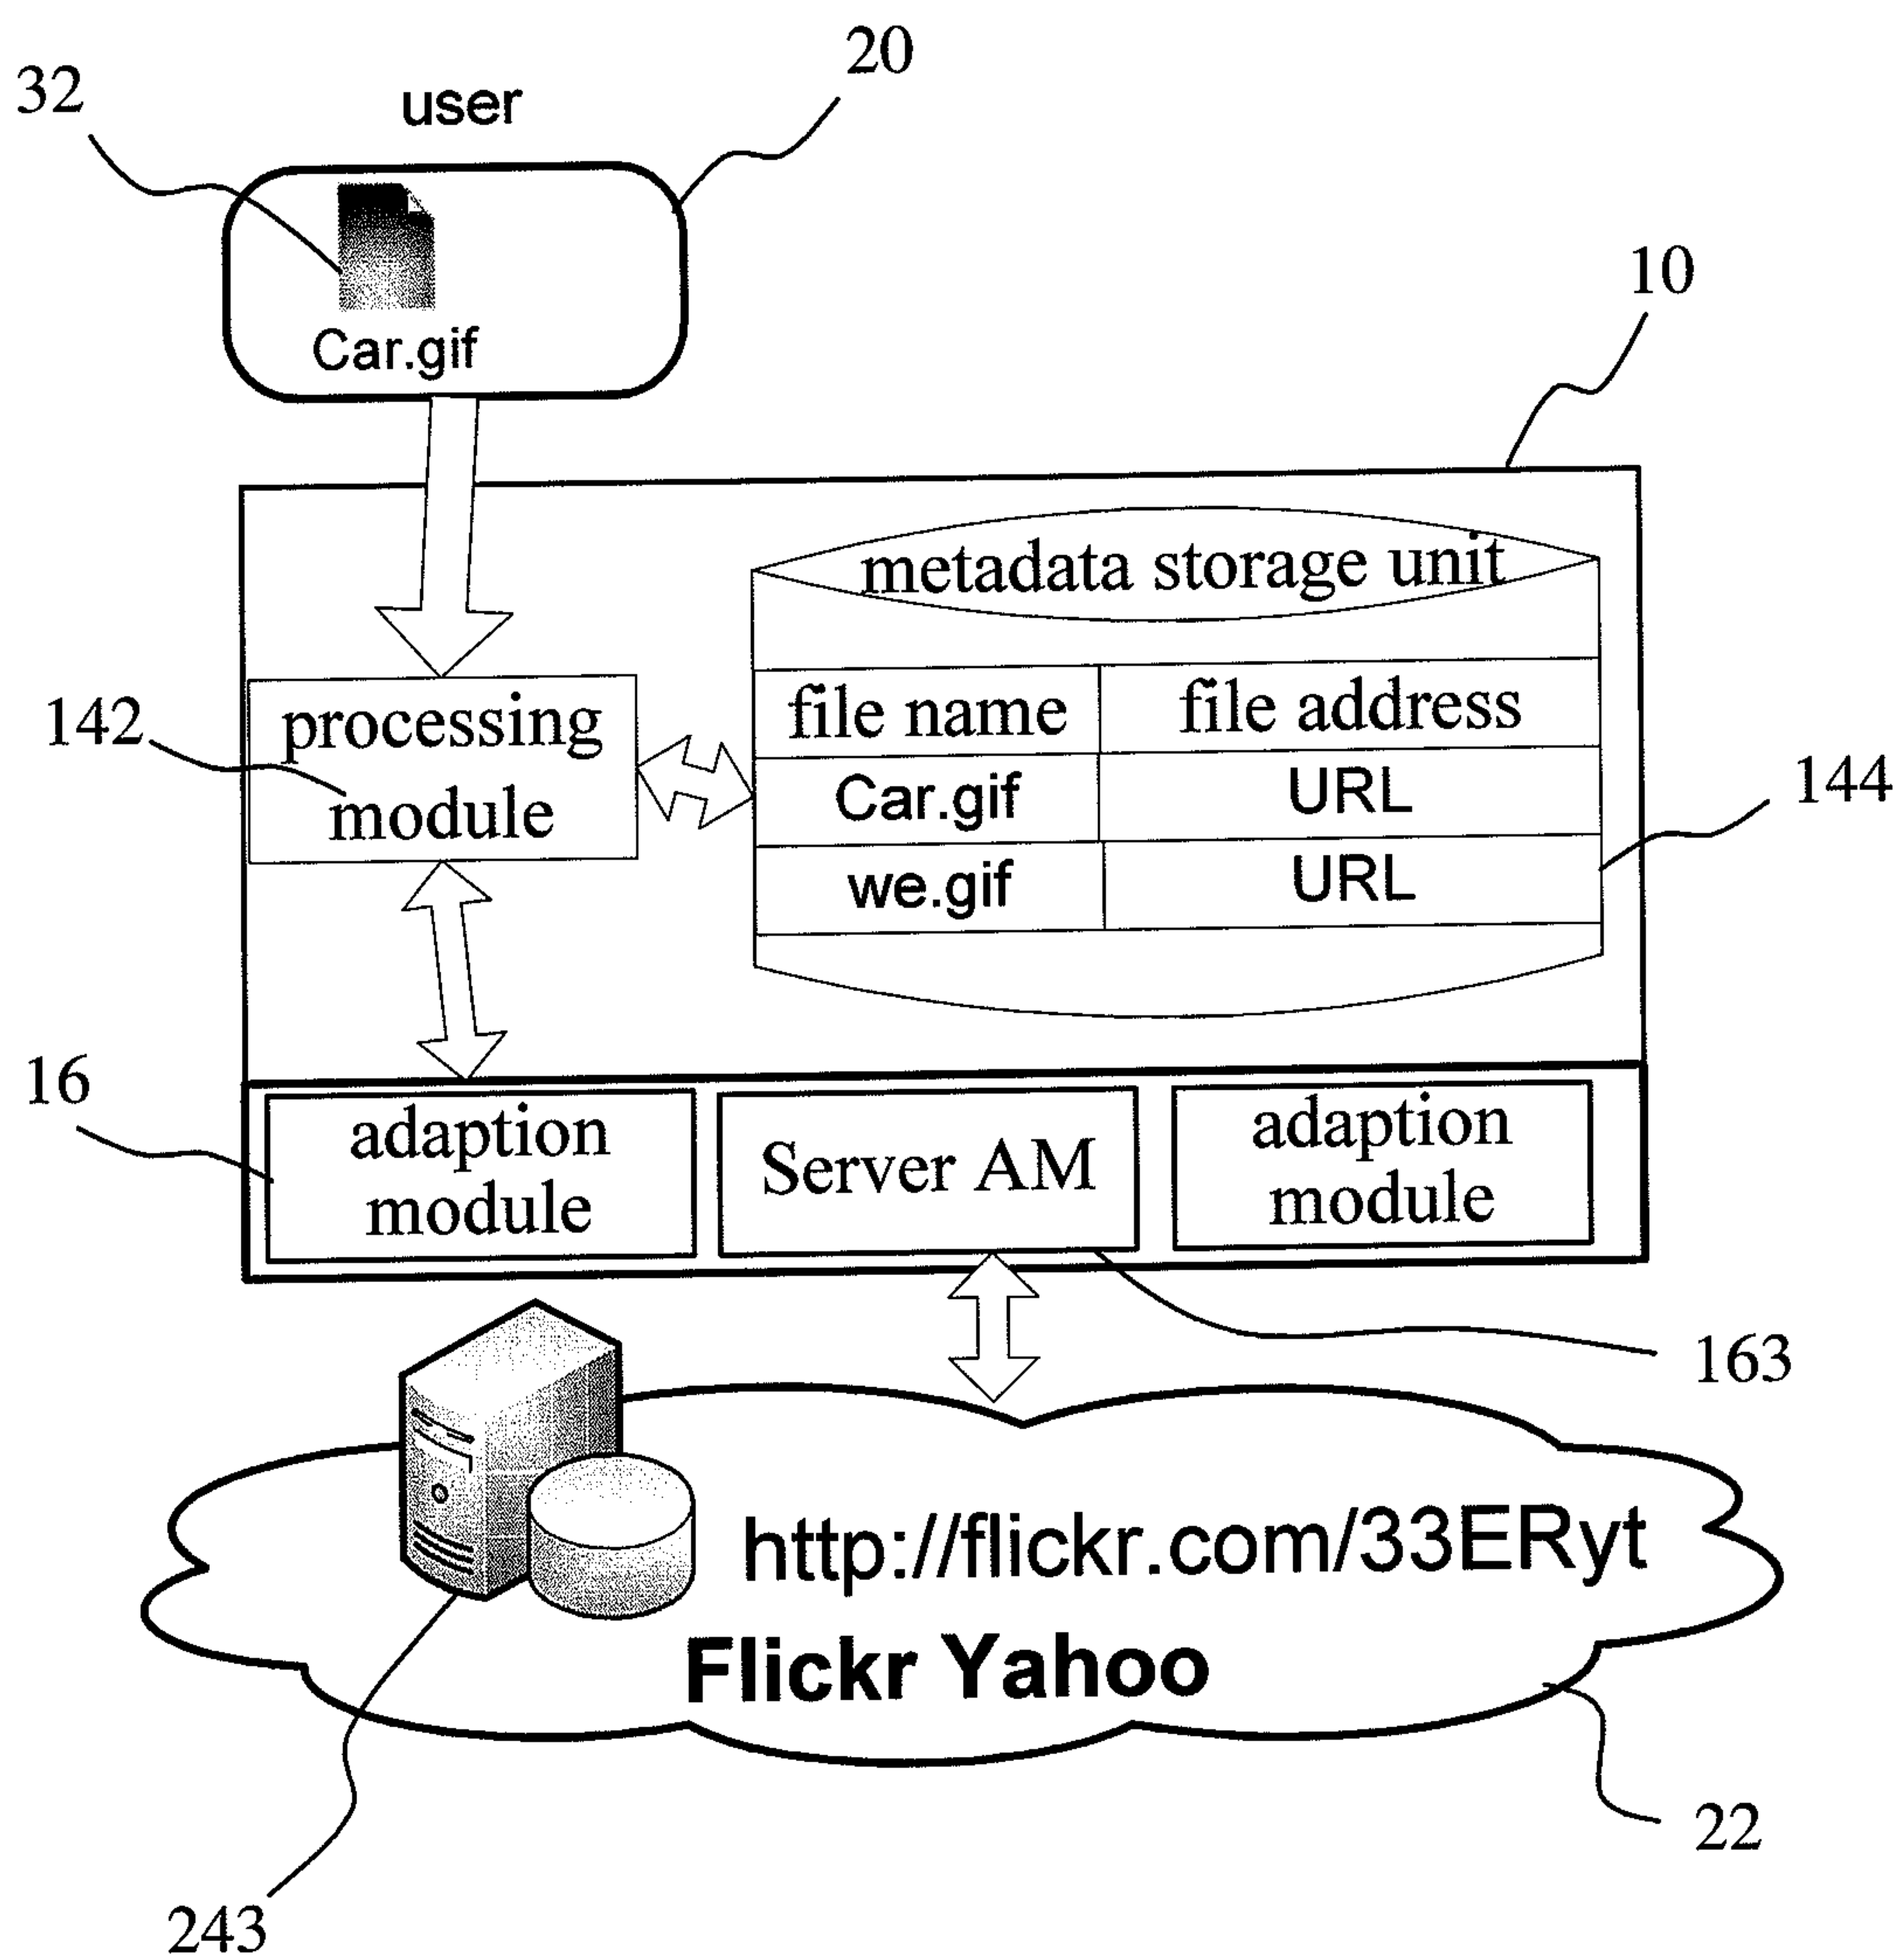 20
32
user
Car.gif
10
metadata storage unit
file name file address
Car.gif URL
we.gif URL
processing
module
142
144
16
adaption
module
Server AM
adaption
module
163
http://flickr.com/33ERyt
Flickr Yahoo
22
243